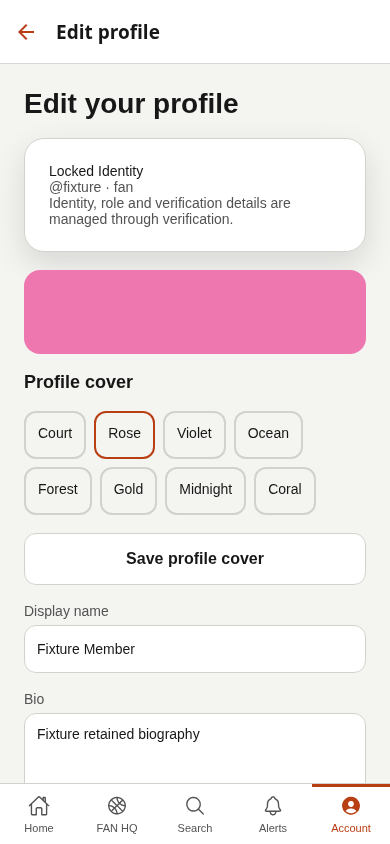 Edit profile
Edit your profile
Locked Identity
@fixture · fan
Identity, role and verification details are
managed through verification.
Profile cover
Court Rose Violet Ocean
Forest Gold Midnight Coral
Save profile cover
Display name
Fixture Member
Bio
Fixture retained biography
Home FAN HQ Search Alerts Account